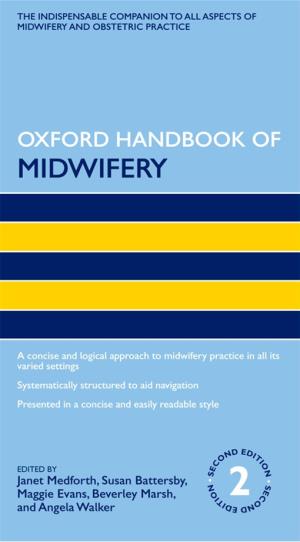 THE INDISPENSABLE COMPANION TO ALL ASPECTS OF
MIDWIFERY AND OBSTETRIC PRACTICE
OXFORD HANDBOOK OF
MIDWIFERY
A concise and logical approach to midwifery practice in all its
varied settings
Systematically structured to aid navigation
Presented in a concise and easily readable style
EDITED BY
Janet Medforth, Susan Battersby,
Maggie Evans, Beverley Marsh,
and Angela Walker
SECOND EDITION
2
SECOND EDITION